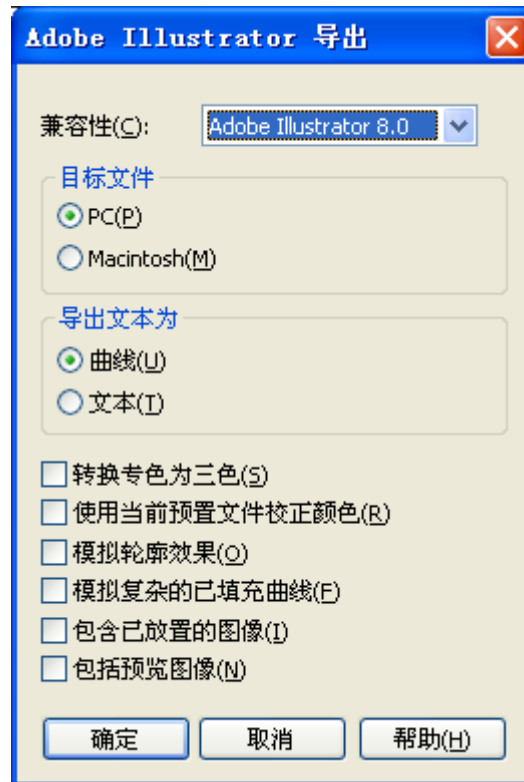 Adobe Illustrator 导出
兼容性(C): Adobe Illustrator 8.0
目标文件
PC(P)
Macintosh(M)
导出文本为
曲线(U)
文本(T)
转换专色为三色(S)
使用当前预置文件校正颜色(R)
模拟轮廓效果(O)
模拟复杂的已填充曲线(F)
包含已放置的图像(I)
包括预览图像(N)
确定 取消 帮助(H)